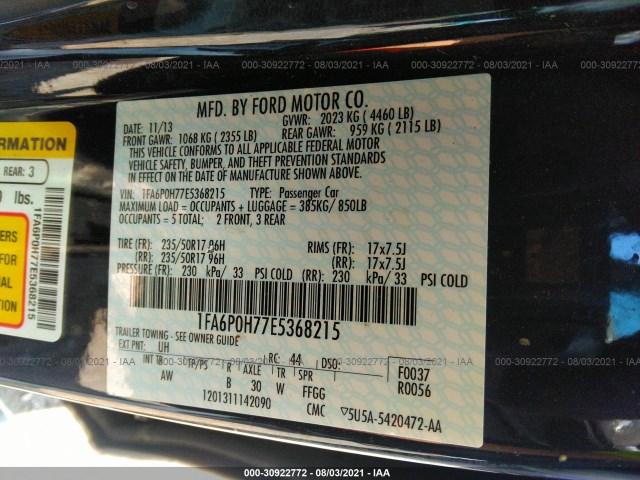 000-30922772 - 08/03/2021 - IAA
MFD. BY FORD MOTOR CO.
DATE: 11/13 GVWR: 2023 KG ( 4460 LB)
FRONT GAWR: 1068 KG ( 2355 LB) REAR GAWR: 959 KG ( 2115 LB)
THIS VEHICLE CONFORMS TO ALL APPLICABLE FEDERAL MOTOR
VEHICLE SAFETY, BUMPER, AND THEFT PREVENTION STANDARDS
IN EFFECT ON THE DATE OF MANUFACTURE SHOWN ABOVE.
VIN: 1FA6P0H77E5368215 TYPE: Passenger Car
MAXIMUM LOAD = OCCUPANTS + LUGGAGE = 385KG/ 850LB
OCCUPANTS = 5 TOTAL; 2 FRONT, 3 REAR
TIRE (FR): 235/50R17 96H RIMS (FR): 17x7.5J
(RR): 235/50R17 96H (RR): 17x7.5J
PRESSURE (FR): 230 kPa/ 33 PSI COLD (RR): 230 kPa/ 33 PSI COLD
1FA6P0H77E5368215
TRAILER TOWING - SEE OWNER GUIDE
EXT PNT: UH RC: 44 DSO: F0037
INT TR TP/PS R AXLE TR SPR R0056
AW B 30 W FFGG
1201311142090 CMC ▽5U5A-5420472-AA
FORMATION
REAR: 3
lbs.
1FA6P0H77E5368215
000-30922772 - 08/03/2021 - IAA